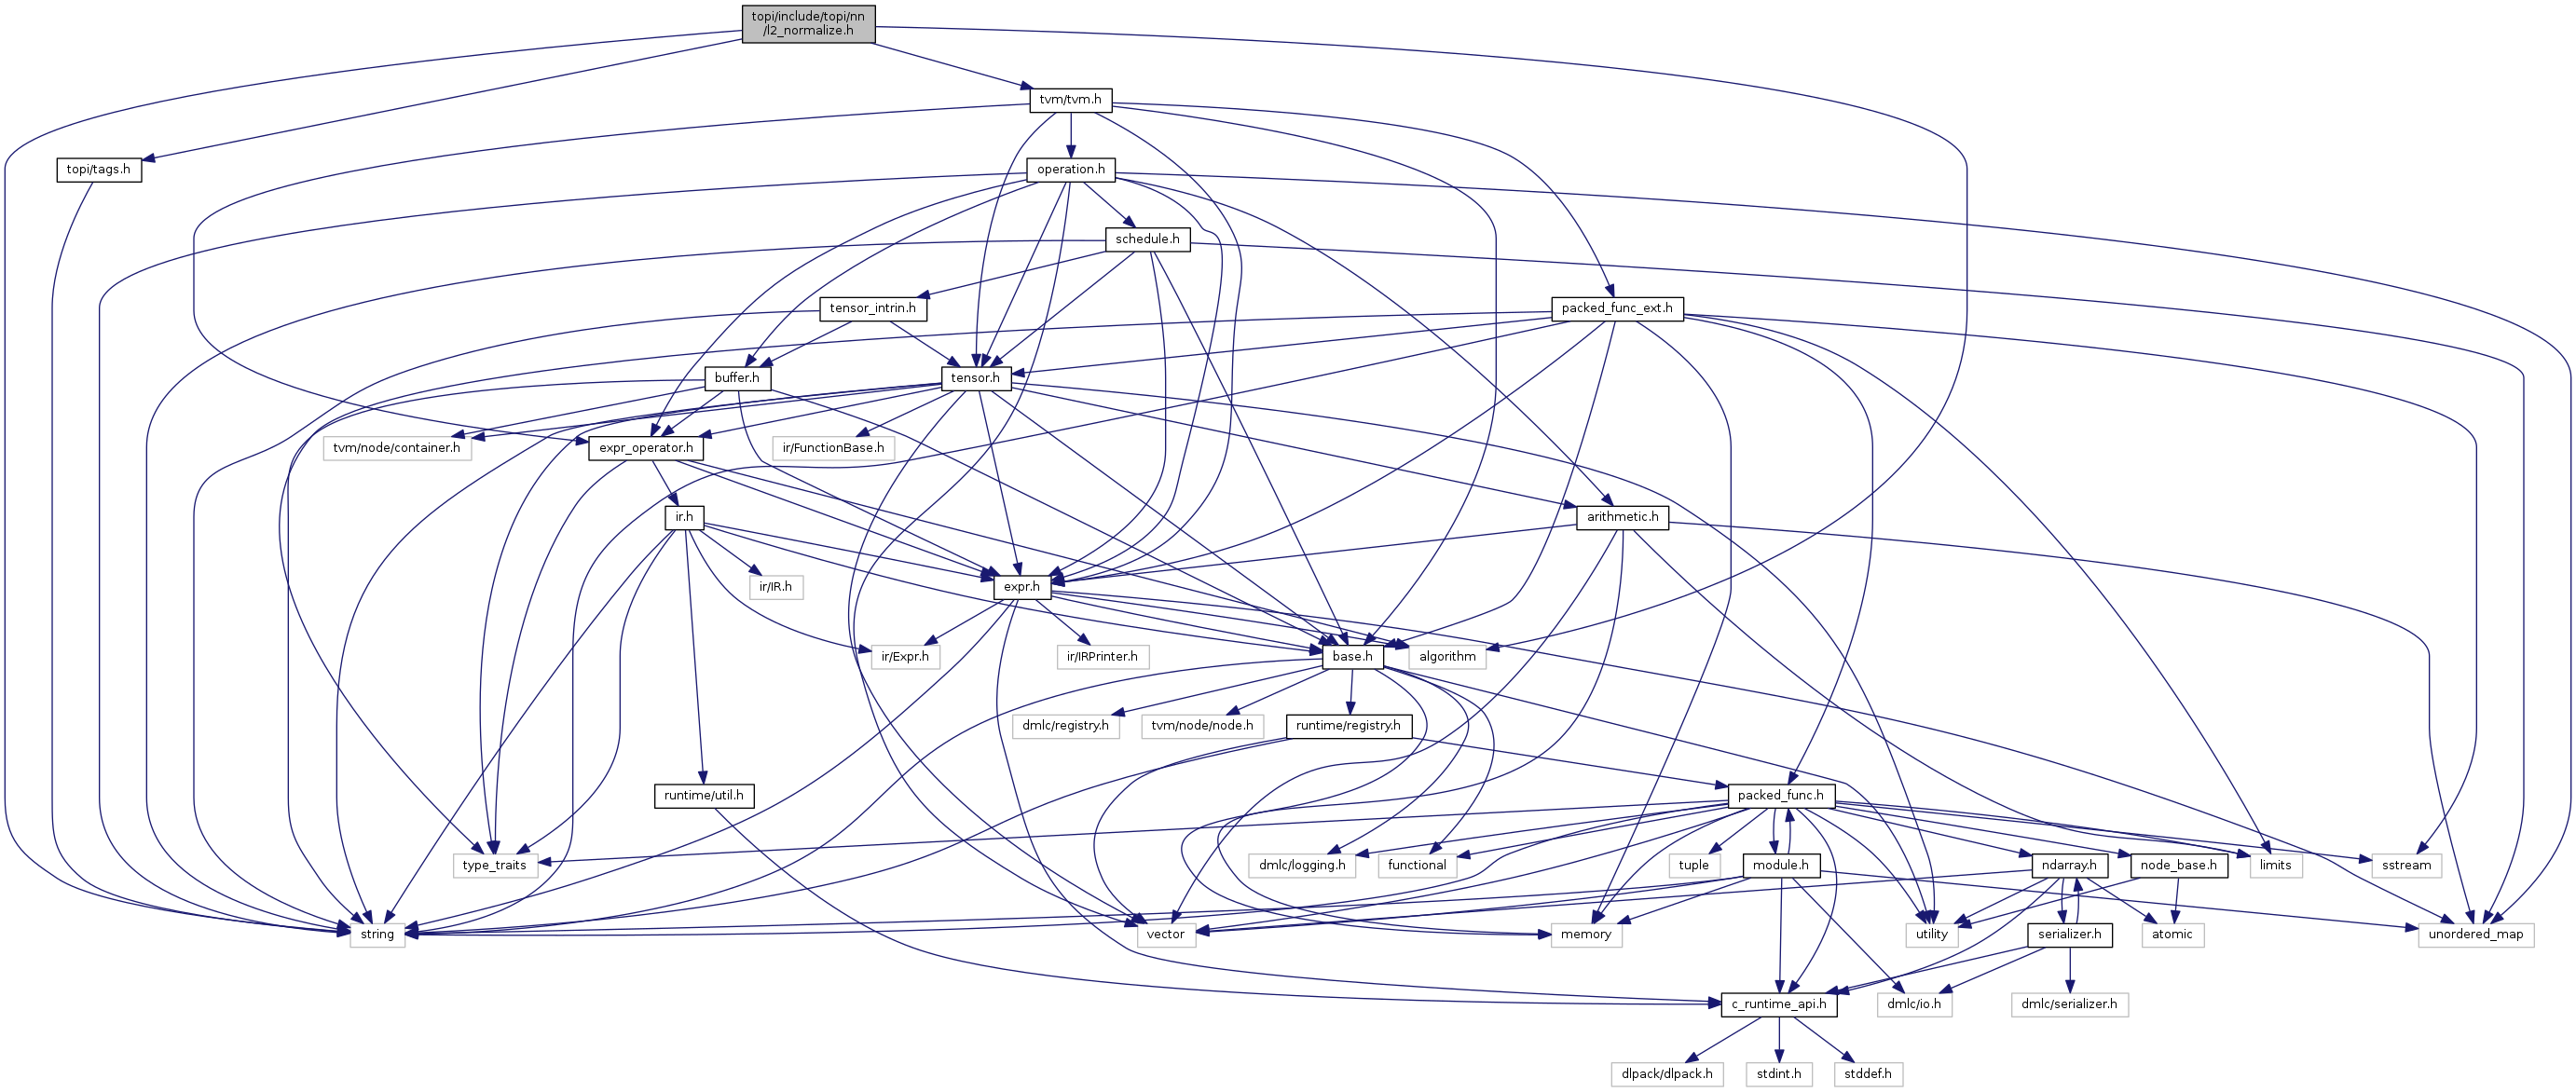 topi/include/topi/nn
/l2_normalize.h
tvm/tvm.h
topi/tags.h
operation.h
schedule.h
tensor_intrin.h
packed_func_ext.h
buffer.h
tensor.h
tvm/node/container.h
expr_operator.h
ir/FunctionBase.h
ir.h
arithmetic.h
ir/IR.h
expr.h
ir/Expr.h
ir/IRPrinter.h
base.h
algorithm
dmlc/registry.h
tvm/node/node.h
runtime/registry.h
runtime/util.h
packed_func.h
type_traits
dmlc/logging.h
functional
tuple
module.h
ndarray.h
node_base.h
limits
sstream
string
vector
memory
utility
serializer.h
atomic
unordered_map
c_runtime_api.h
dmlc/io.h
dmlc/serializer.h
dlpack/dlpack.h
stdint.h
stddef.h